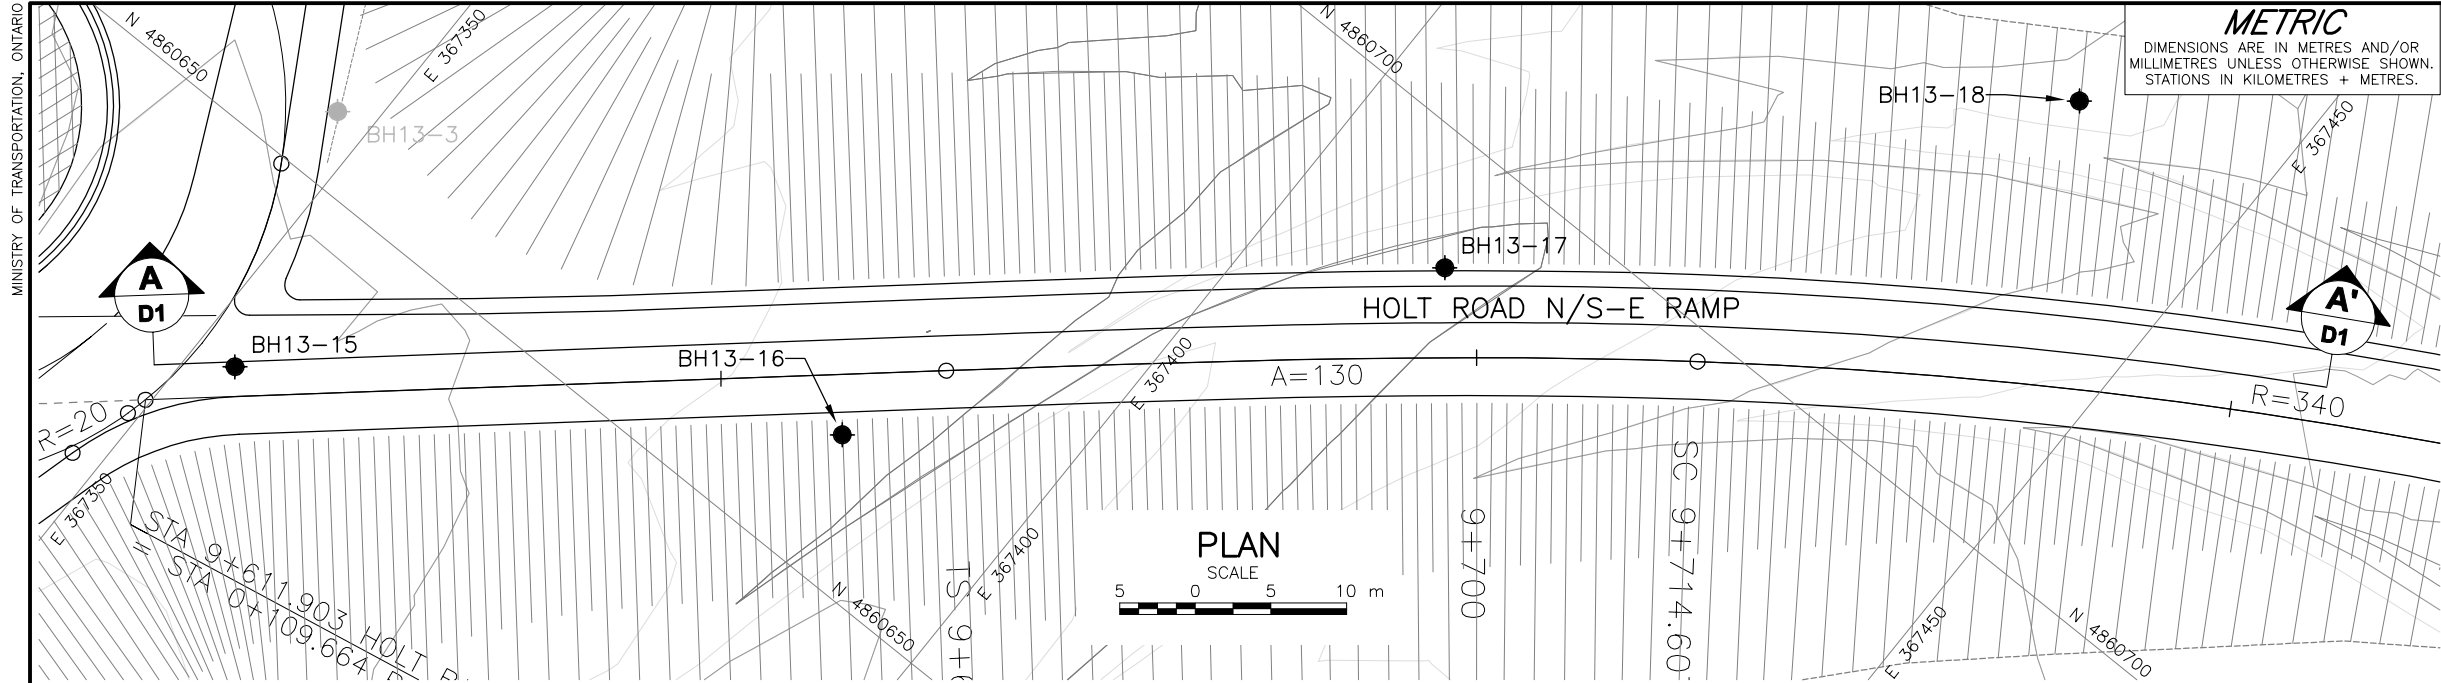 MINISTRY OF TRANSPORTATION, ONTARIO
METRIC
DIMENSIONS ARE IN METRES AND/OR
MILLIMETRES UNLESS OTHERWISE SHOWN.
STATIONS IN KILOMETRES + METRES.
N 4860650
E 367350
N 4860700
BH13-3
BH13-18
E 367450
A
D1
BH13-17
HOLT ROAD N/S-E RAMP
A'
D1
BH13-15
BH13-16
E 367400
A=130
R=340
R=20
E 367350
STA 9+611.903 HOLT
STA 0+109.664
N 4860650
TS 9+6
E 367400
PLAN
SCALE
5 0 5 10 m
9+700
SC 9+714.60
E 367450
N 4860700